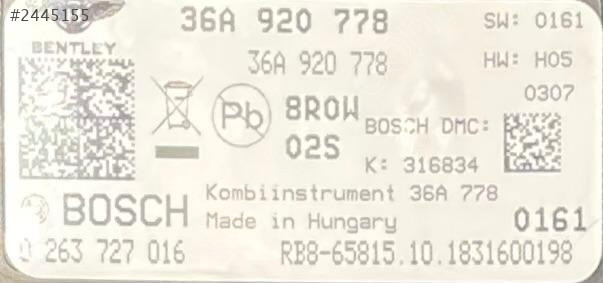 #2445155
36A 920 778
SW: 0161
BENTLEY
36A 920 778
HW: H05
0307
Pb
8ROW
02S
BOSCH DMC:
K: 316834
Kombiinstrument 36A 778
BOSCH
Made in Hungary
0161
0 263 727 016
RB8-65815.10.1831600198